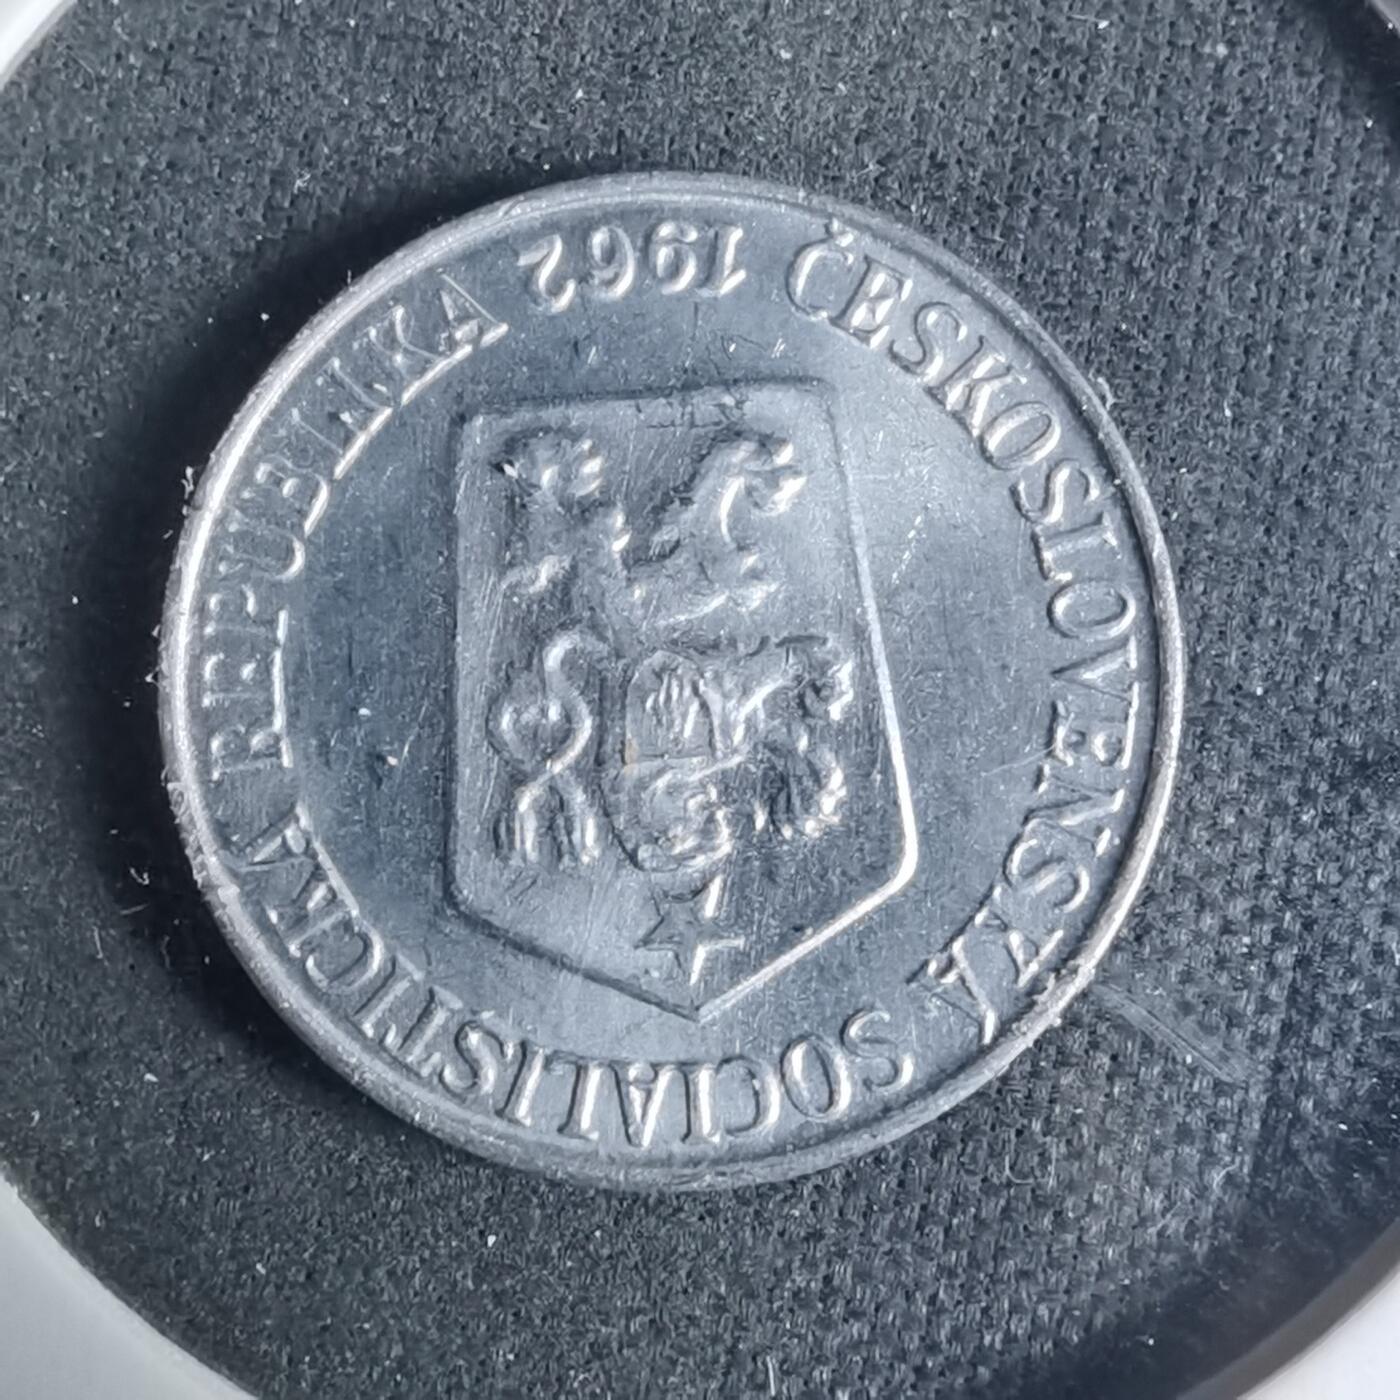 ČESKOSLOVENSKÁ SOCIALISTICKÁ REPUBLIKA
1962